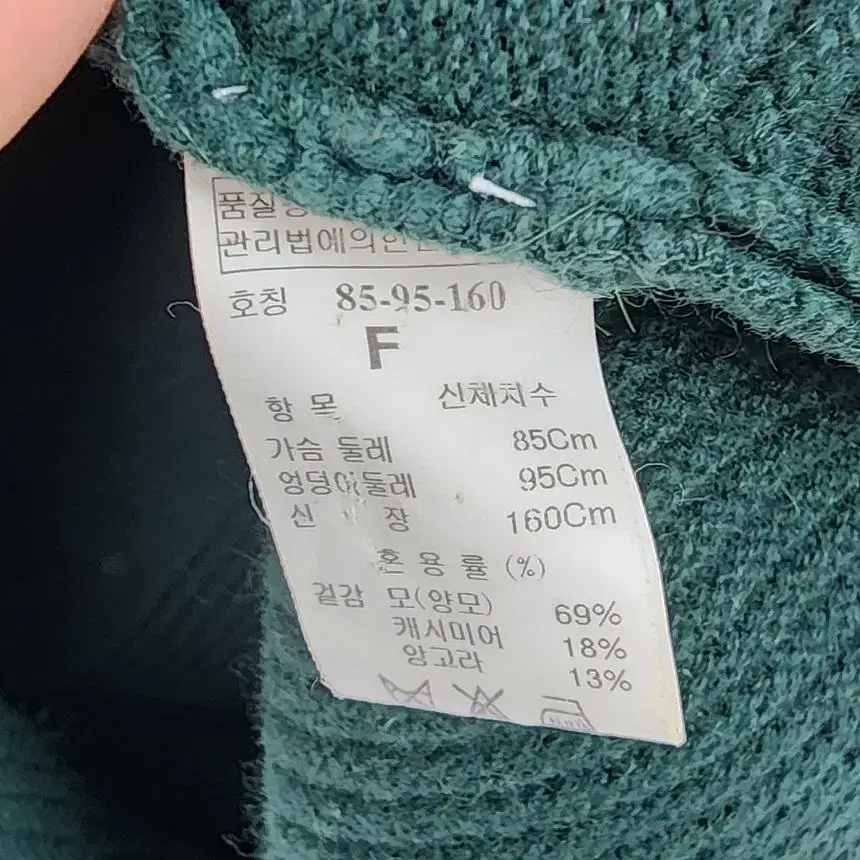 품질
관리법에의한
호칭 85-95-160
F
항 목 신체치수
가슴 둘레 85Cm
엉덩이둘레 95Cm
신 장 160Cm
혼 용 률 (%)
겉감 모(양모) 69%
캐시미어 18%
앙고라 13%